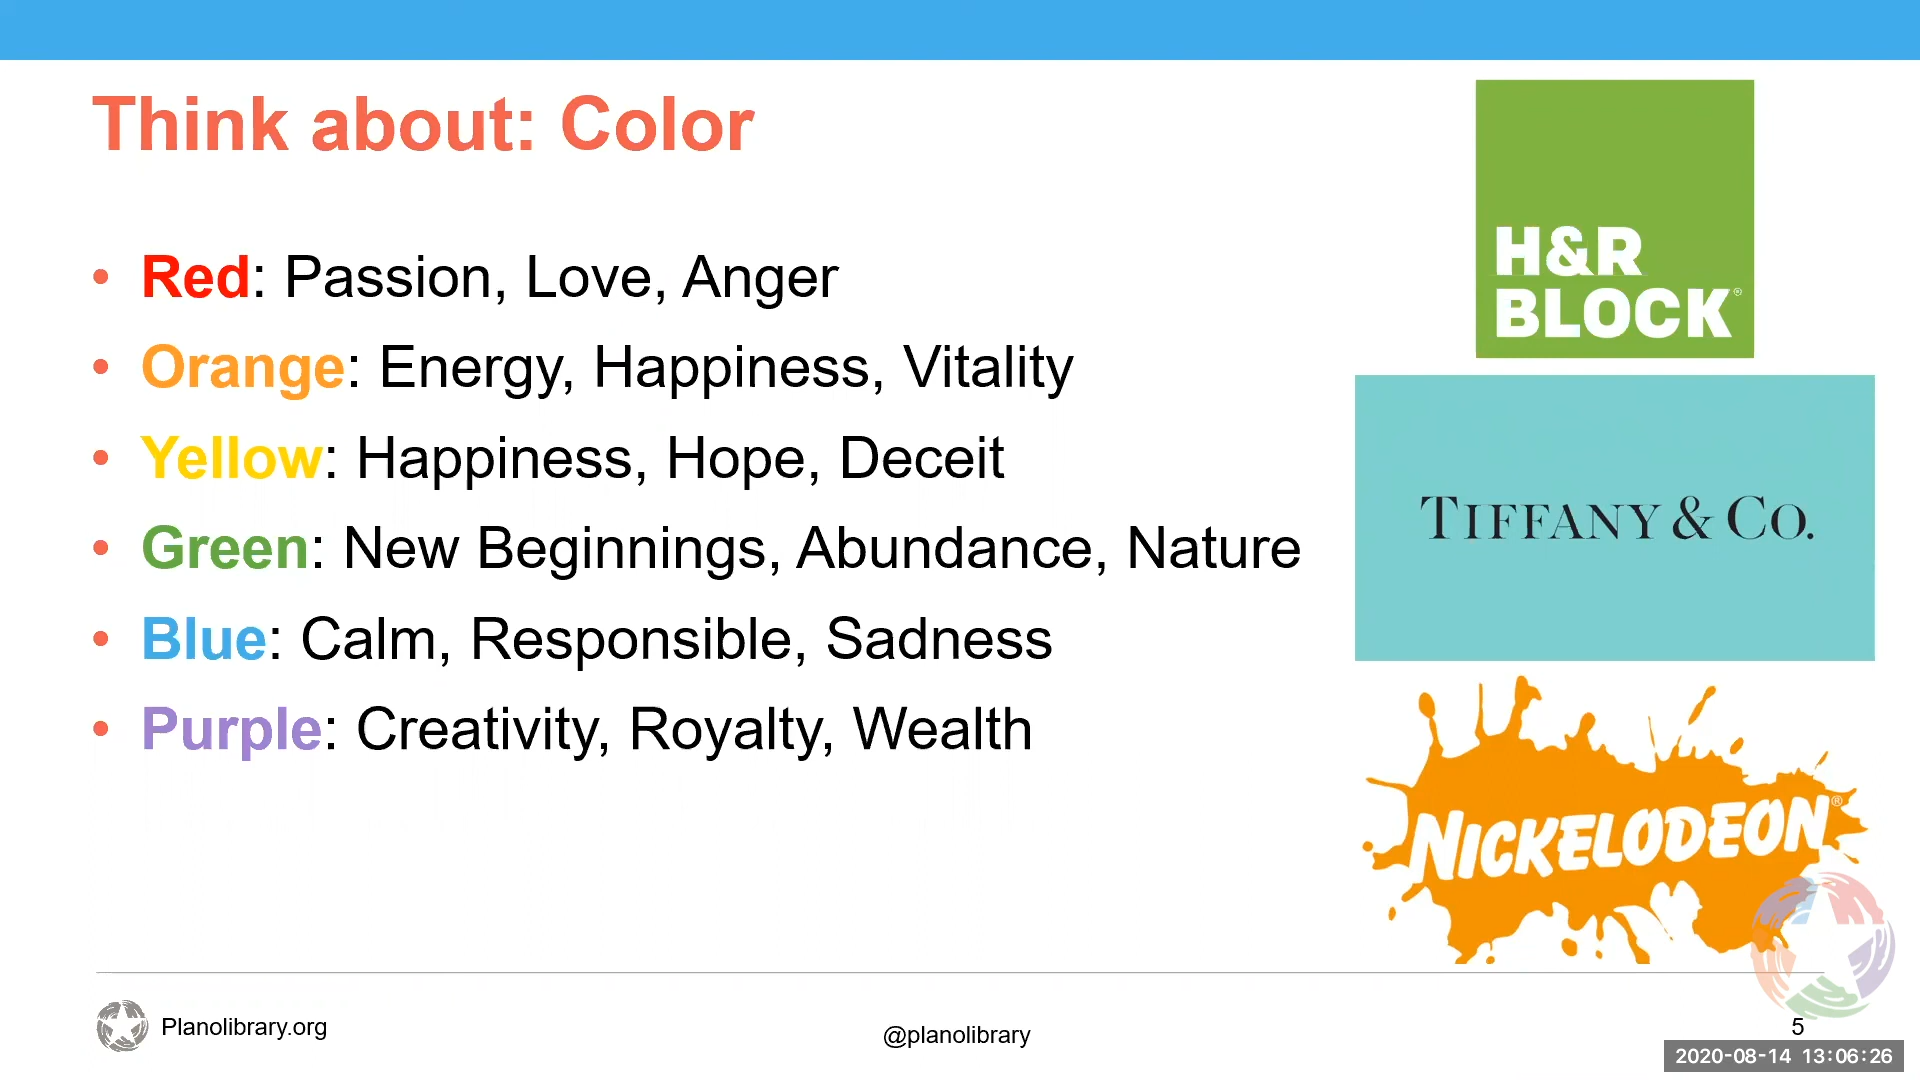 Think about: Color
• Red: Passion, Love, Anger
• Orange: Energy, Happiness, Vitality
• Yellow: Happiness, Hope, Deceit
• Green: New Beginnings, Abundance, Nature
• Blue: Calm, Responsible, Sadness
• Purple: Creativity, Royalty, Wealth
H&R
BLOCK®
TIFFANY & CO.
NICKELODEON®
Planolibrary.org
@planolibrary
5
2020-08-14 13:06:26